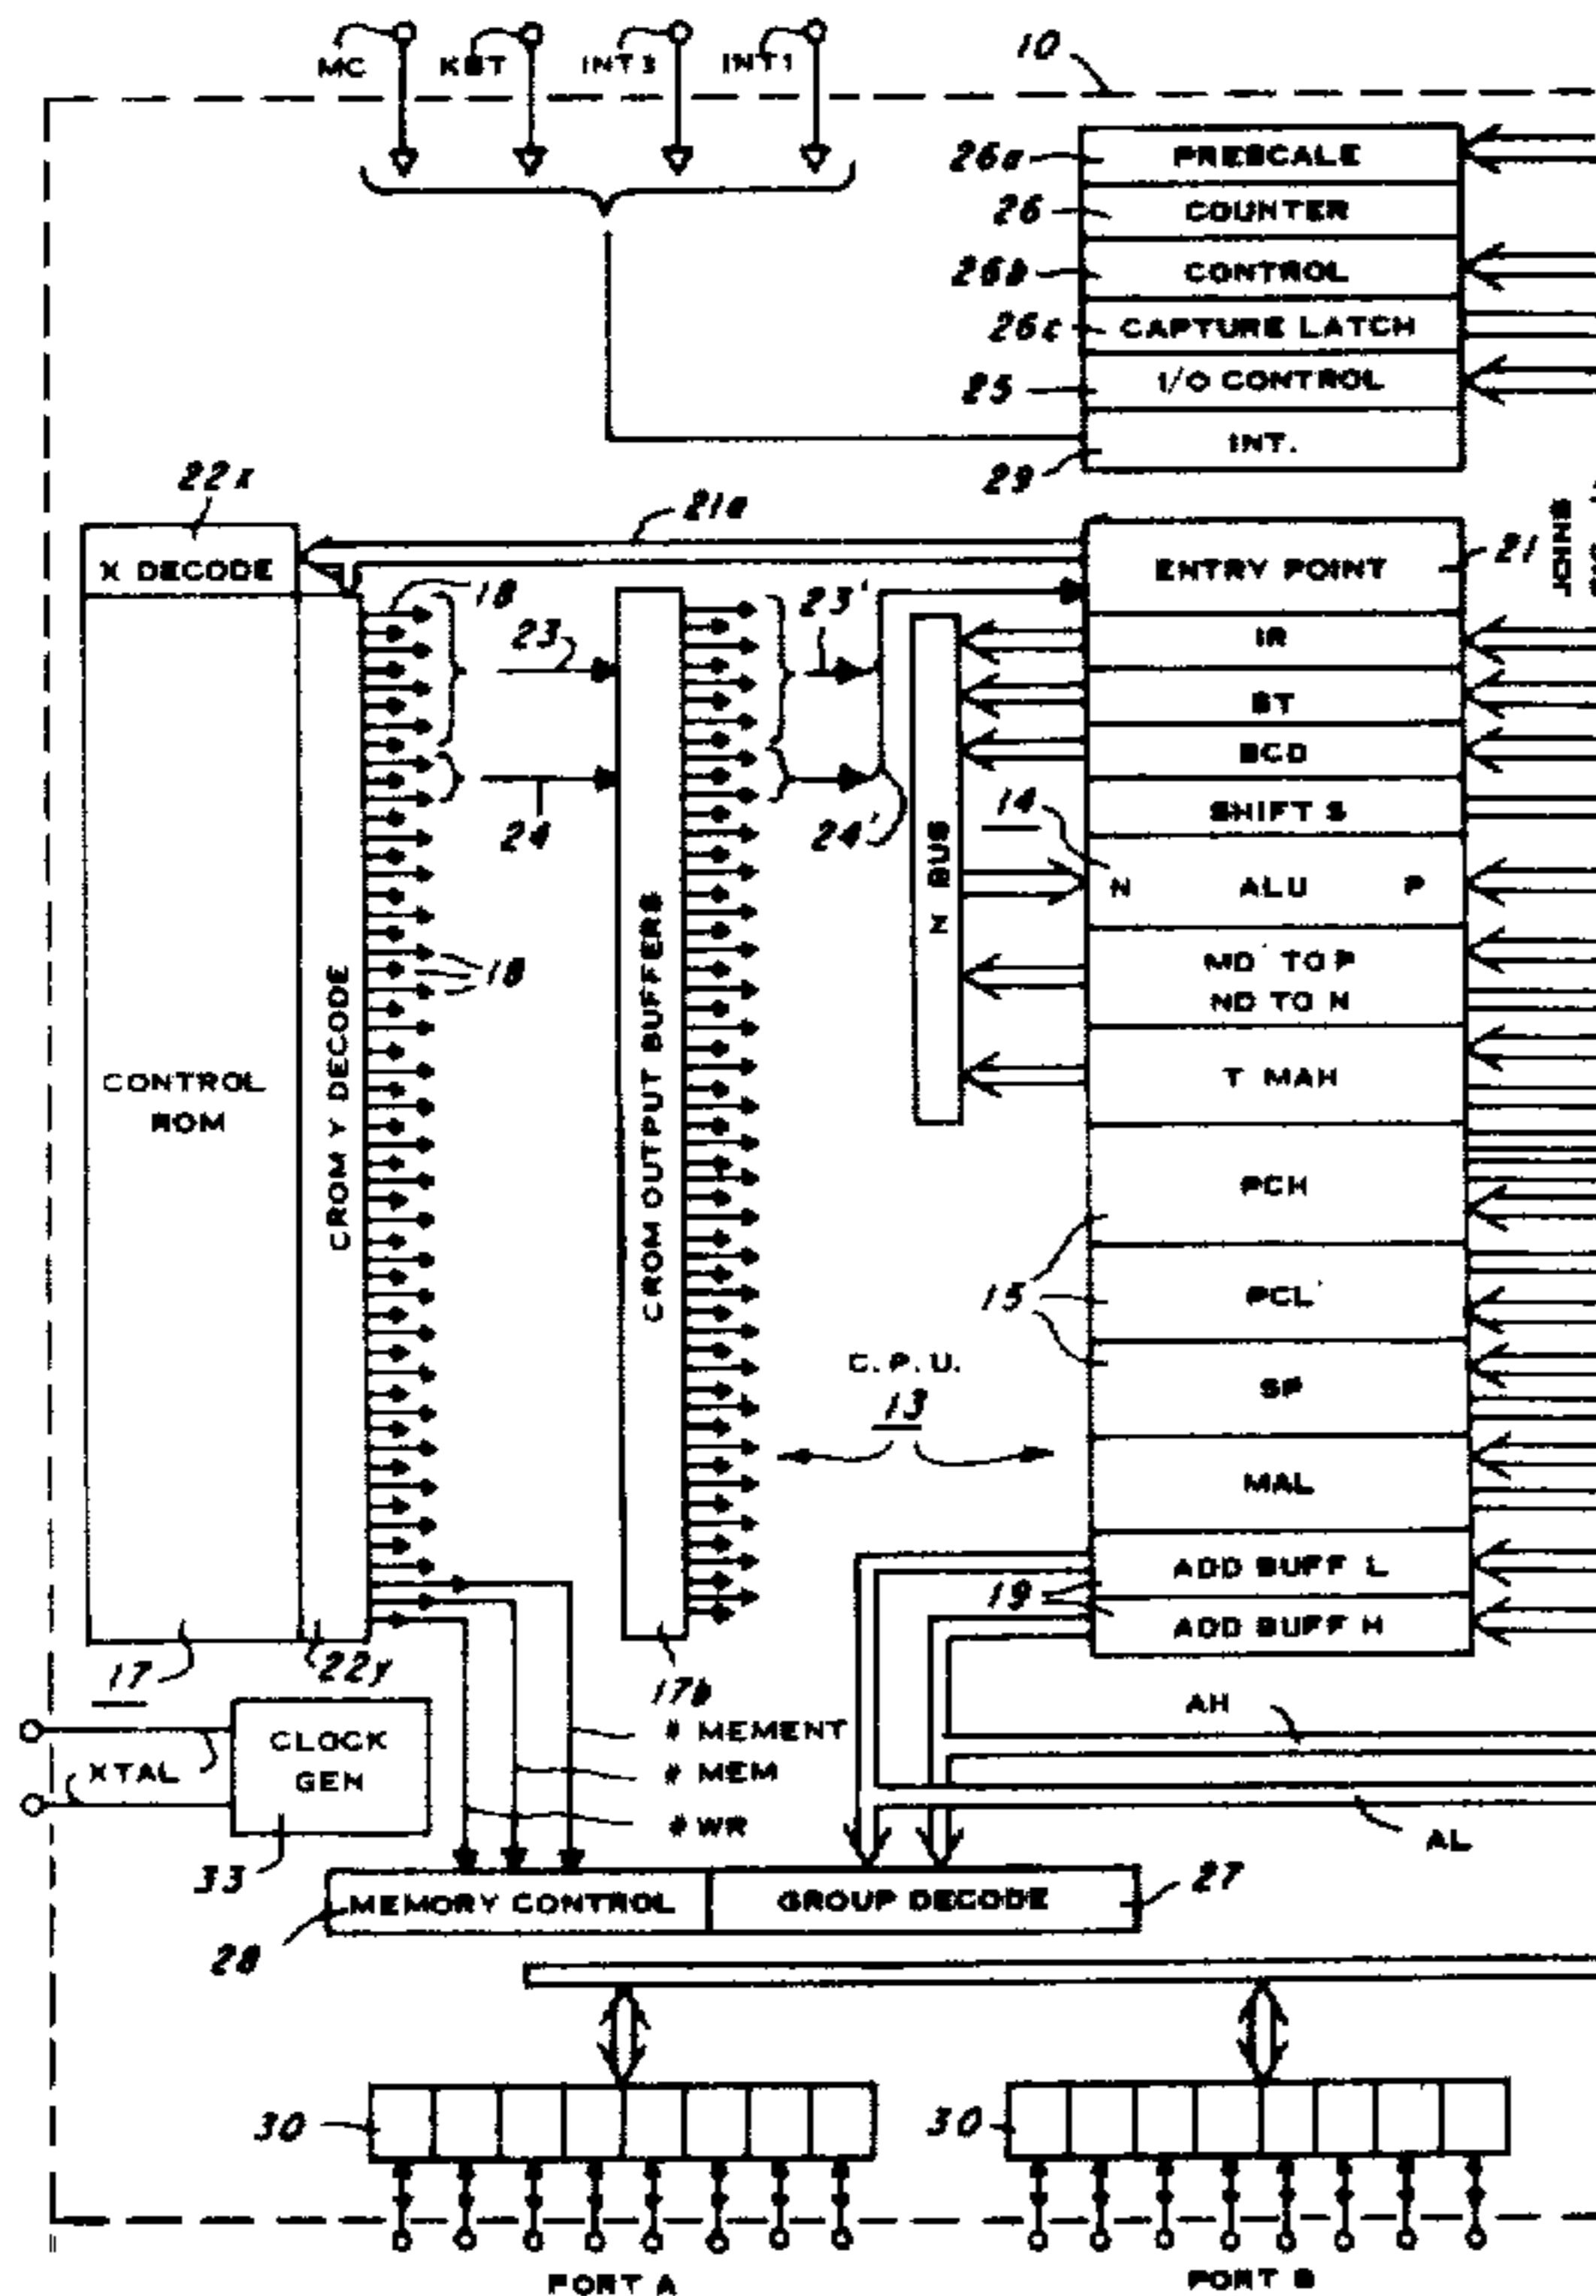 MC
INT3
INT1
10
26a
PRESCALE
26
COUNTER
26b
CONTROL
26c
CAPTURE LATCH
25
I/O CONTROL
29
INT.
22x
X DECODE
21a
ENTRY POINT
21
18
23
23'
IR
BT
BCD
24
24'
14
SHIFT S
N BUS
N ALU P
18
MD TO P
ND TO N
CONTROL
ROM
CROM Y DECODE
CROM OUTPUT BUFFERS
T MAH
PCH
15
PCL
C.P.U.
13
SP
MAL
ADD BUFF L
19
ADD BUFF H
17
22y
17b
AH
CLOCK
GEN
XTAL
# MEMENT
# MEM
# WR
AL
33
MEMORY CONTROL
GROUP DECODE
27
28
30
30
PORT A
PORT B